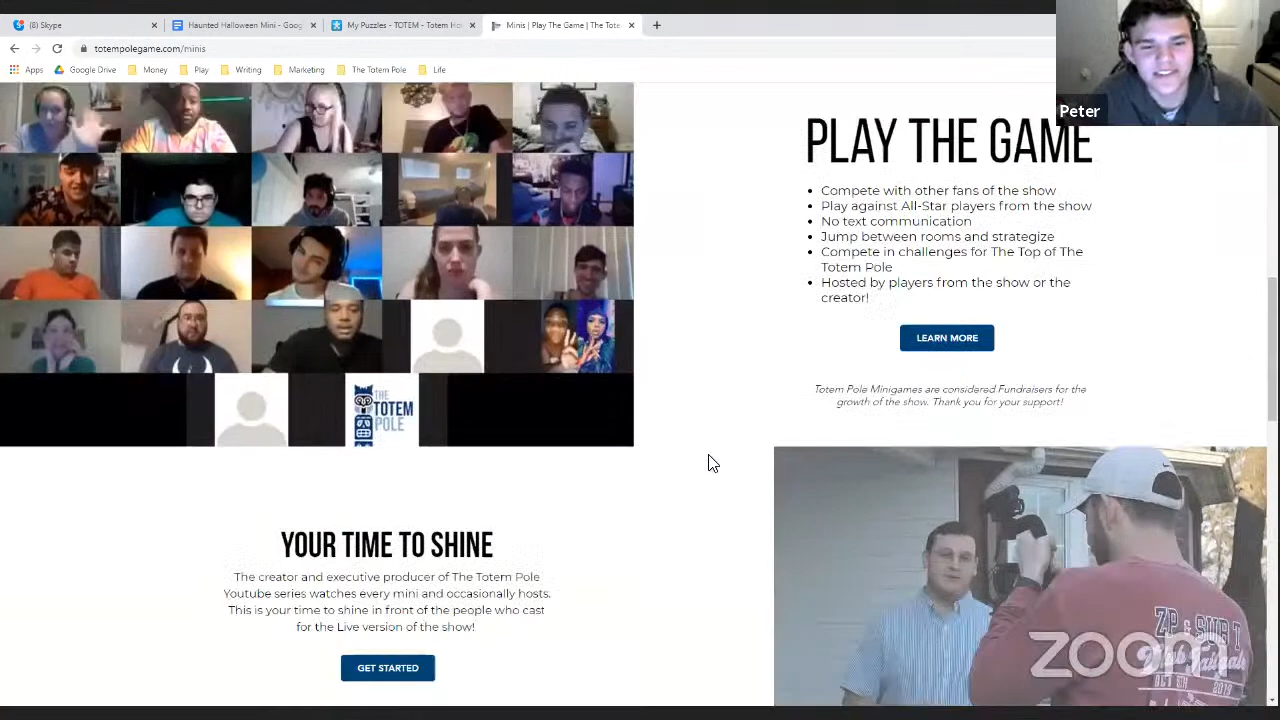 (8) Skype
Haunted Halloween Mini - Goog
My Puzzles - TOTEM - Totem Ho
Minis | Play The Game | The Tote
totempolegame.com/minis
Apps
Google Drive
Money
Play
Writing
Marketing
The Totem Pole
Life
Peter
PLAY THE GAME
• Compete with other fans of the show
• Play against All-Star players from the show
• No text communication
• Jump between rooms and strategize
• Compete in challenges for The Top of The
Totem Pole
• Hosted by players from the show or the
creator!
LEARN MORE
Totem Pole Minigames are considered Fundraisers for the
growth of the show. Thank you for your support!
THE
TOTEM
POLE
YOUR TIME TO SHINE
The creator and executive producer of The Totem Pole
Youtube series watches every mini and occasionally hosts.
This is your time to shine in front of the people who cast
for the Live version of the show!
GET STARTED
ZP & SUB T
2019
zoom